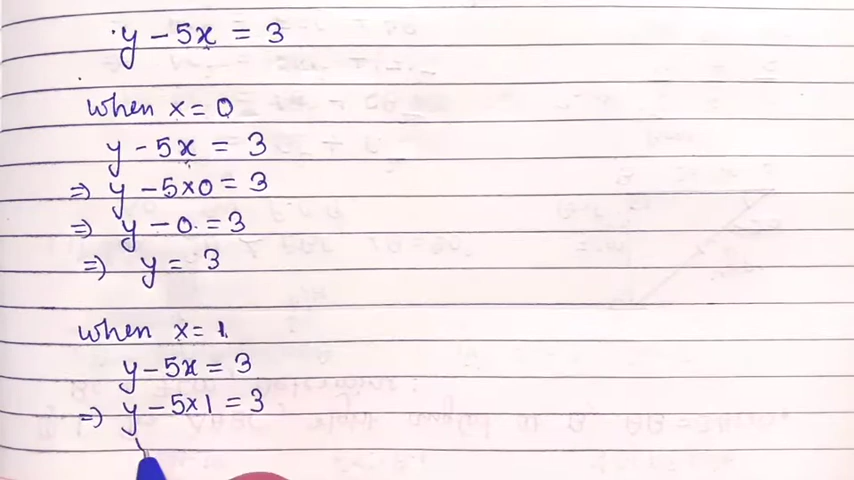 y - 5x = 3
when x = 0
y - 5x = 3
⇒ y - 5×0 = 3
⇒ y - 0 = 3
⇒ y = 3
when x = 1
y - 5x = 3
⇒ y - 5×1 = 3